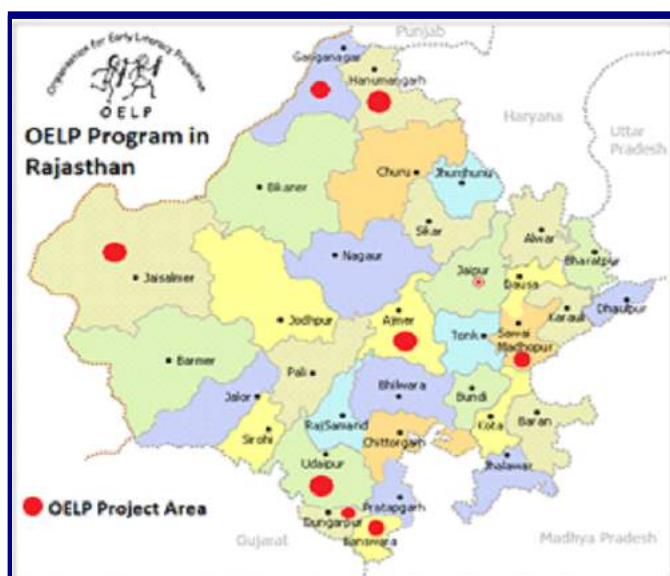 Punjab
Organisation for Early Literacy Promotion
OELP
Ganganagar
Hanumangarh
OELP Program in
Rajasthan
Haryana
Uttar
Pradesh
Churu
Jhunjhunu
Bikaner
Sikar
Alwar
Nagaur
Jaipur
Bharatpur
Jaisalmer
Dausa
Dhaulpur
Jodhpur
Ajmer
Karauli
Tonk
Sawai
Madhopur
Barmer
Pali
Jalor
Bhilwara
Bundi
RajSamand
Kota
Baran
Sirohi
Chittorgarh
Udaipur
Jhalawar
OELP Project Area
Pratapgarh
Dungarpur
Gujarat
Banswara
Madhya Pradesh